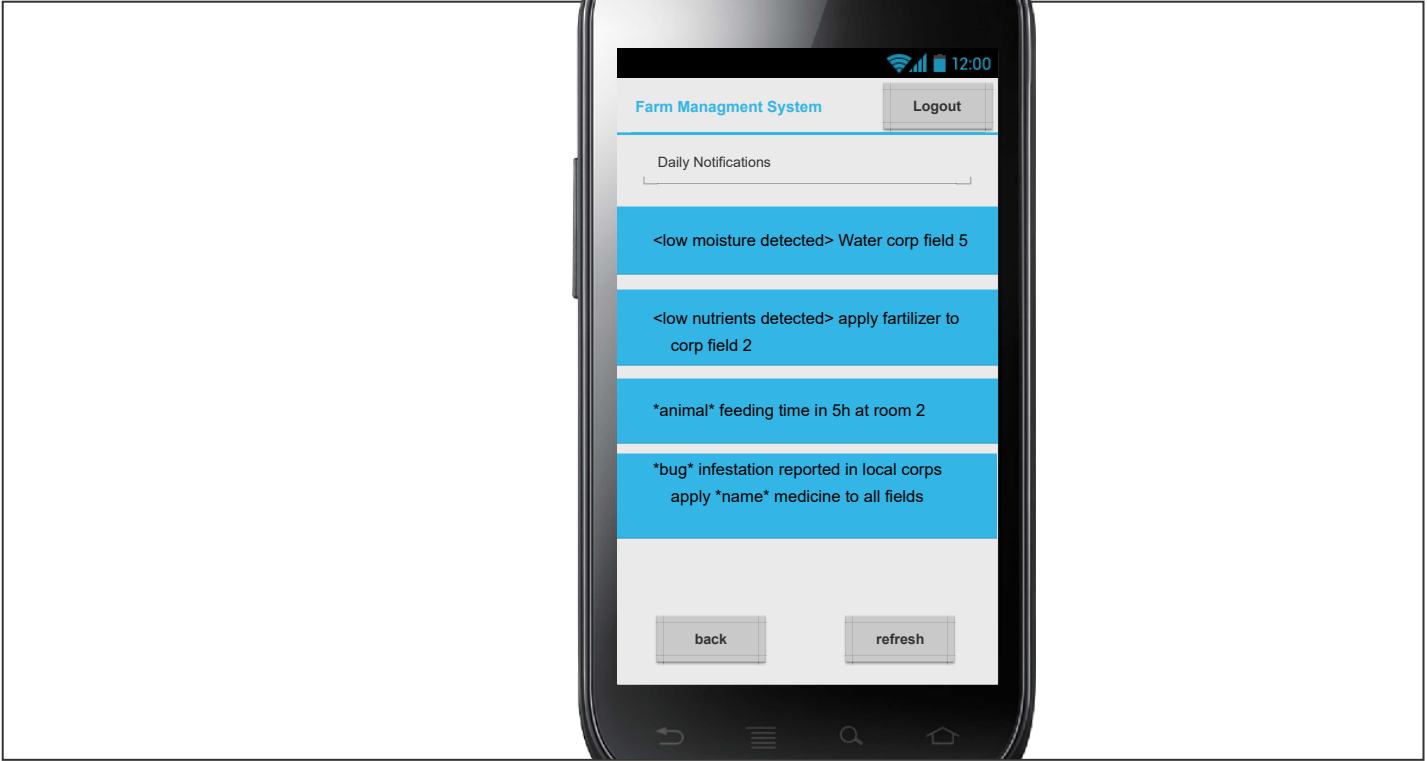 12:00
Farm Managment System
Logout
Daily Notifications
<low moisture detected> Water corp field 5
<low nutrients detected> apply fartilizer to
corp field 2
*animal* feeding time in 5h at room 2
*bug* infestation reported in local corps
apply *name* medicine to all fields
back
refresh